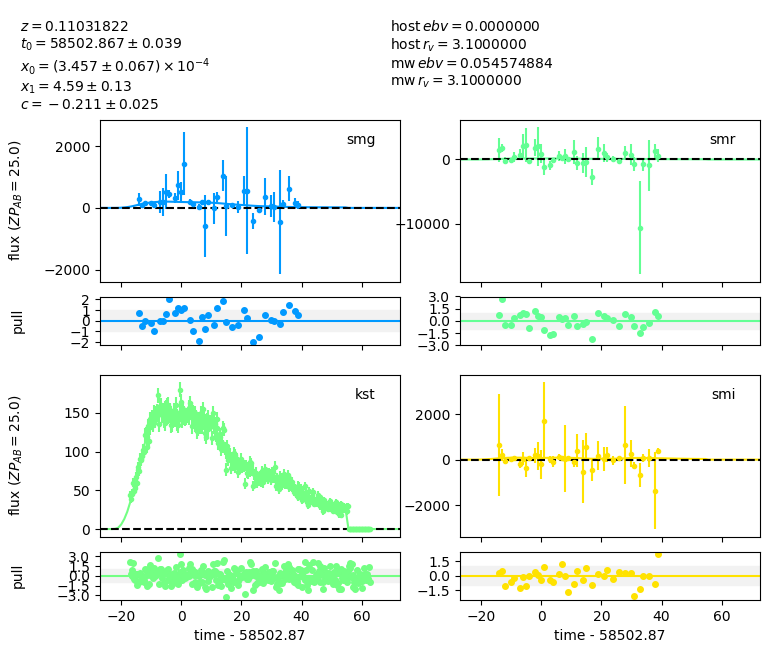 z = 0.11031822
t₀ = 58502.867 ± 0.039
x₀ = (3.457 ± 0.067) × 10⁻⁴
x₁ = 4.59 ± 0.13
c = −0.211 ± 0.025
host ebv = 0.0000000
host r_v = 3.1000000
mw ebv = 0.054574884
mw r_v = 3.1000000
smg
flux (ZP_AB = 25.0)
2000
0
−2000
smr
0
−10000
pull
2
1
0
−1
−2
3.0
1.5
0.0
−1.5
−3.0
kst
flux (ZP_AB = 25.0)
150
100
50
0
smi
2000
0
−2000
pull
3.0
1.5
0.0
−1.5
−3.0
1.5
0.0
−1.5
−20 0 20 40 60
−20 0 20 40 60
time - 58502.87
time - 58502.87